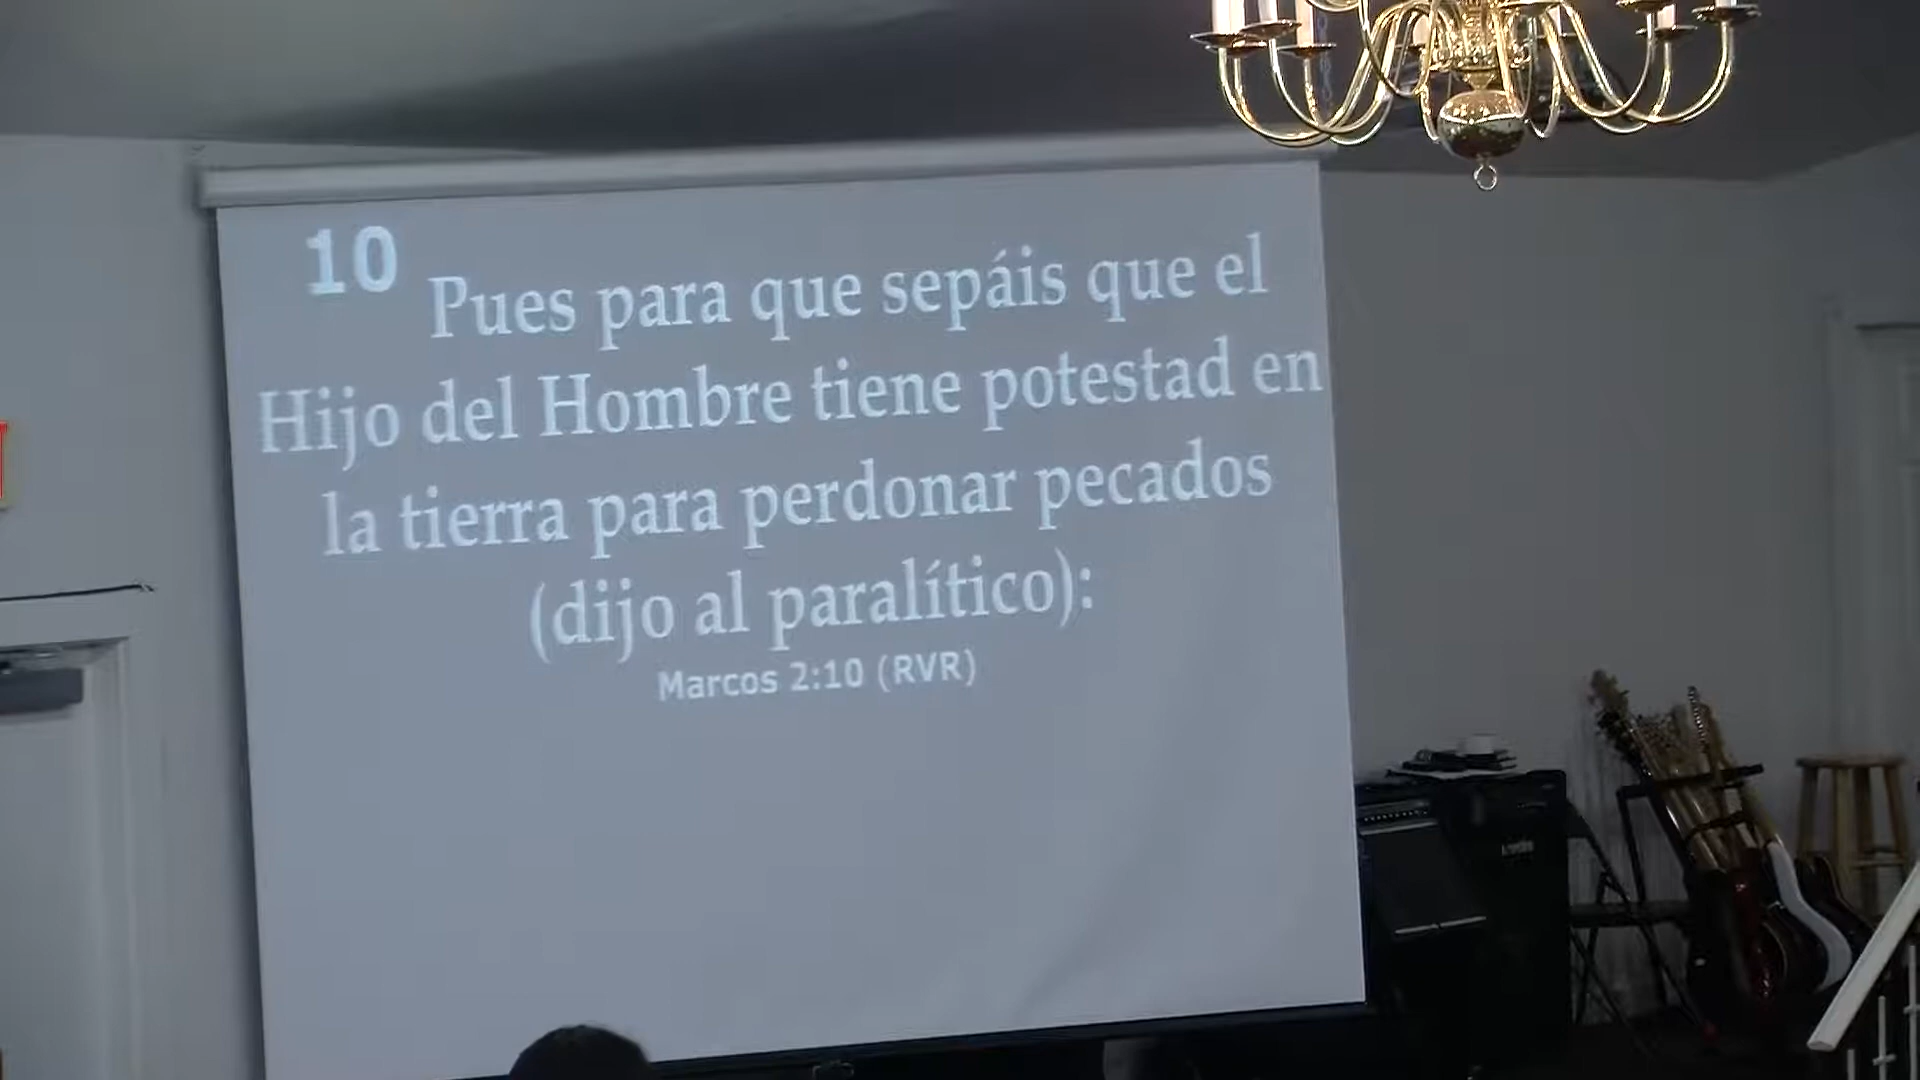 10 Pues para que sepáis que el
Hijo del Hombre tiene potestad en
la tierra para perdonar pecados
(dijo al paralítico):
Marcos 2:10 (RVR)